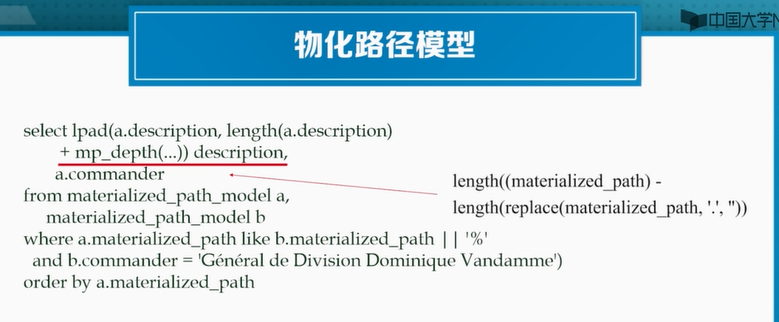 中国大学M
物化路径模型
select lpad(a.description, length(a.description)
+ mp_depth(...)) description,
a.commander
from materialized_path_model a,
materialized_path_model b
where a.materialized_path like b.materialized_path || '%'
and b.commander = 'Général de Division Dominique Vandamme')
order by a.materialized_path
length((materialized_path) -
length(replace(materialized_path, '.', ''))